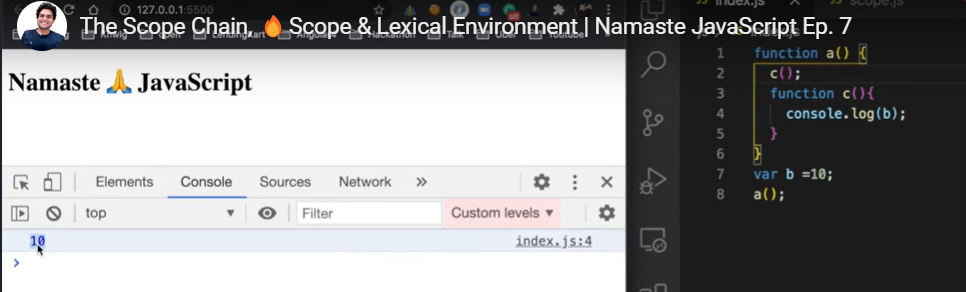 index.js
scope.js
127.0.0.1:5500
The Scope Chain, 🔥 Scope & Lexical Environment | Namaste JavaScript Ep. 7
Namaste 🙏 JavaScript
Elements Console Sources Network »
top Filter Custom levels
10 index.js:4
>
1 function a() {
2 c();
3 function c(){
4 console.log(b);
5 }
6 }
7 var b =10;
8 a();